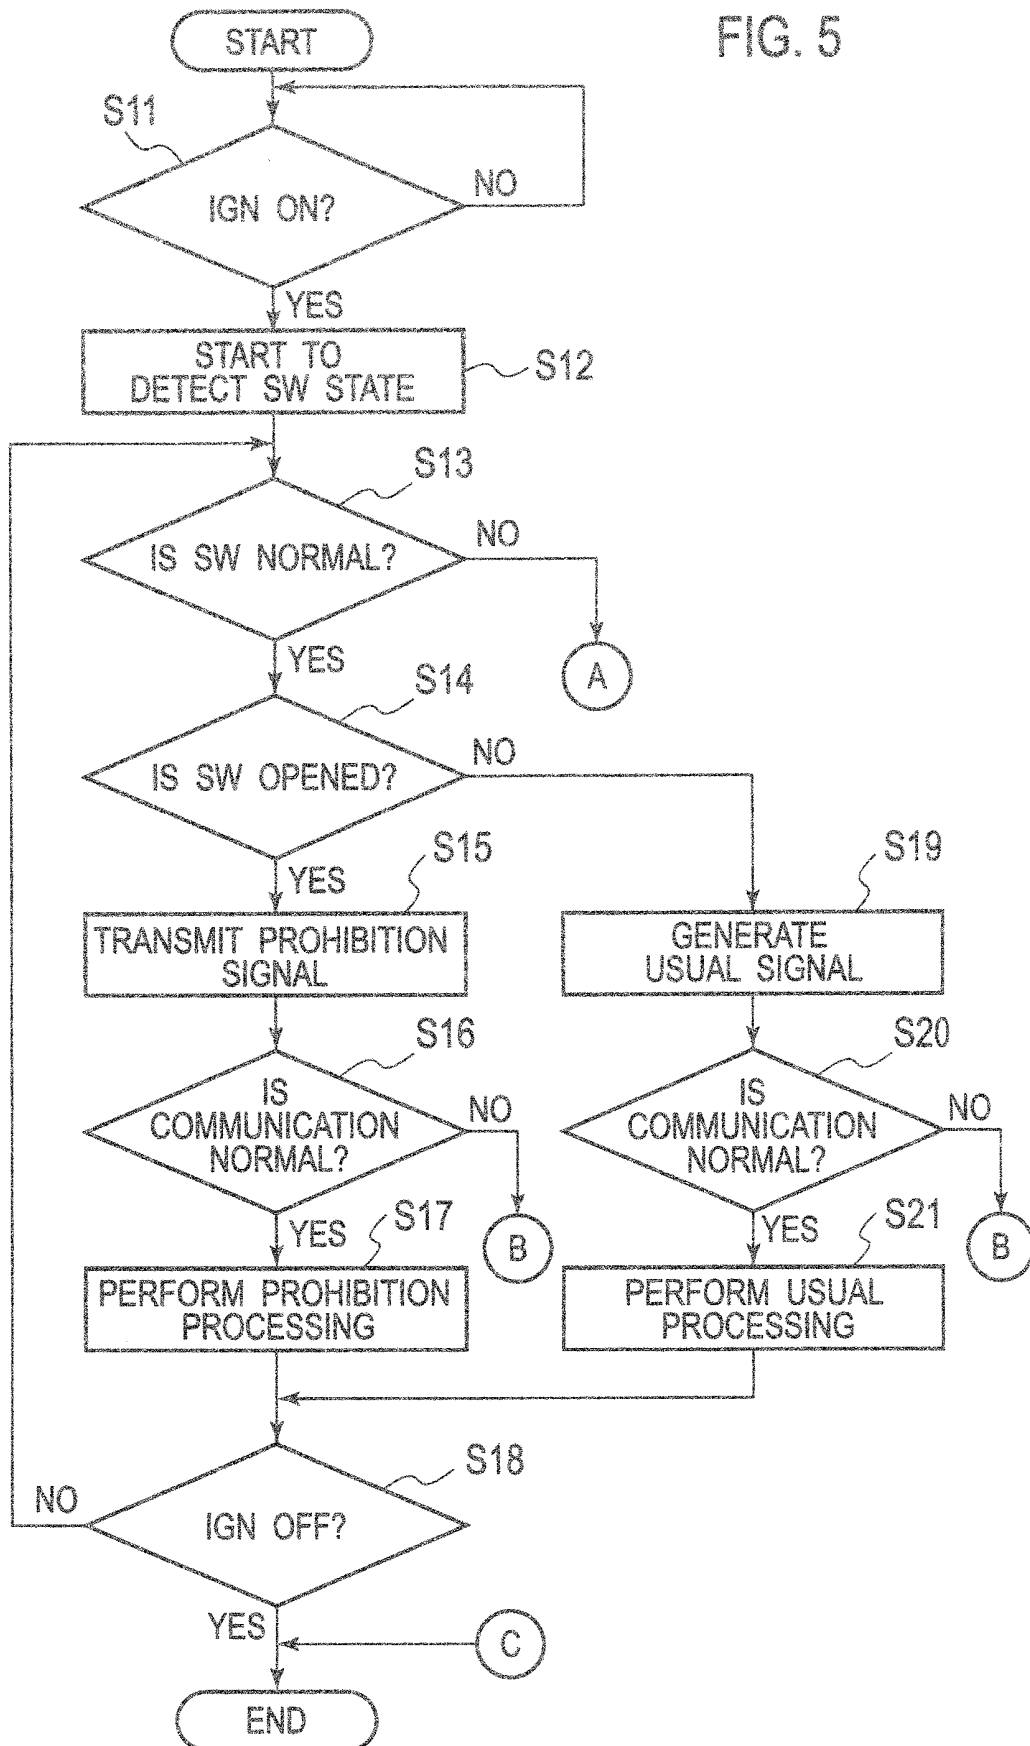 FIG. 5
START
S11
IGN ON?
NO
YES
START TO
DETECT SW STATE
S12
S13
IS SW NORMAL?
NO
YES
A
S14
IS SW OPENED?
NO
YES
S15
TRANSMIT PROHIBITION
SIGNAL
S19
GENERATE
USUAL SIGNAL
S16
IS
COMMUNICATION
NORMAL?
NO
YES
B
S20
IS
COMMUNICATION
NORMAL?
NO
YES
B
S17
PERFORM PROHIBITION
PROCESSING
S21
PERFORM USUAL
PROCESSING
S18
IGN OFF?
NO
YES
C
END